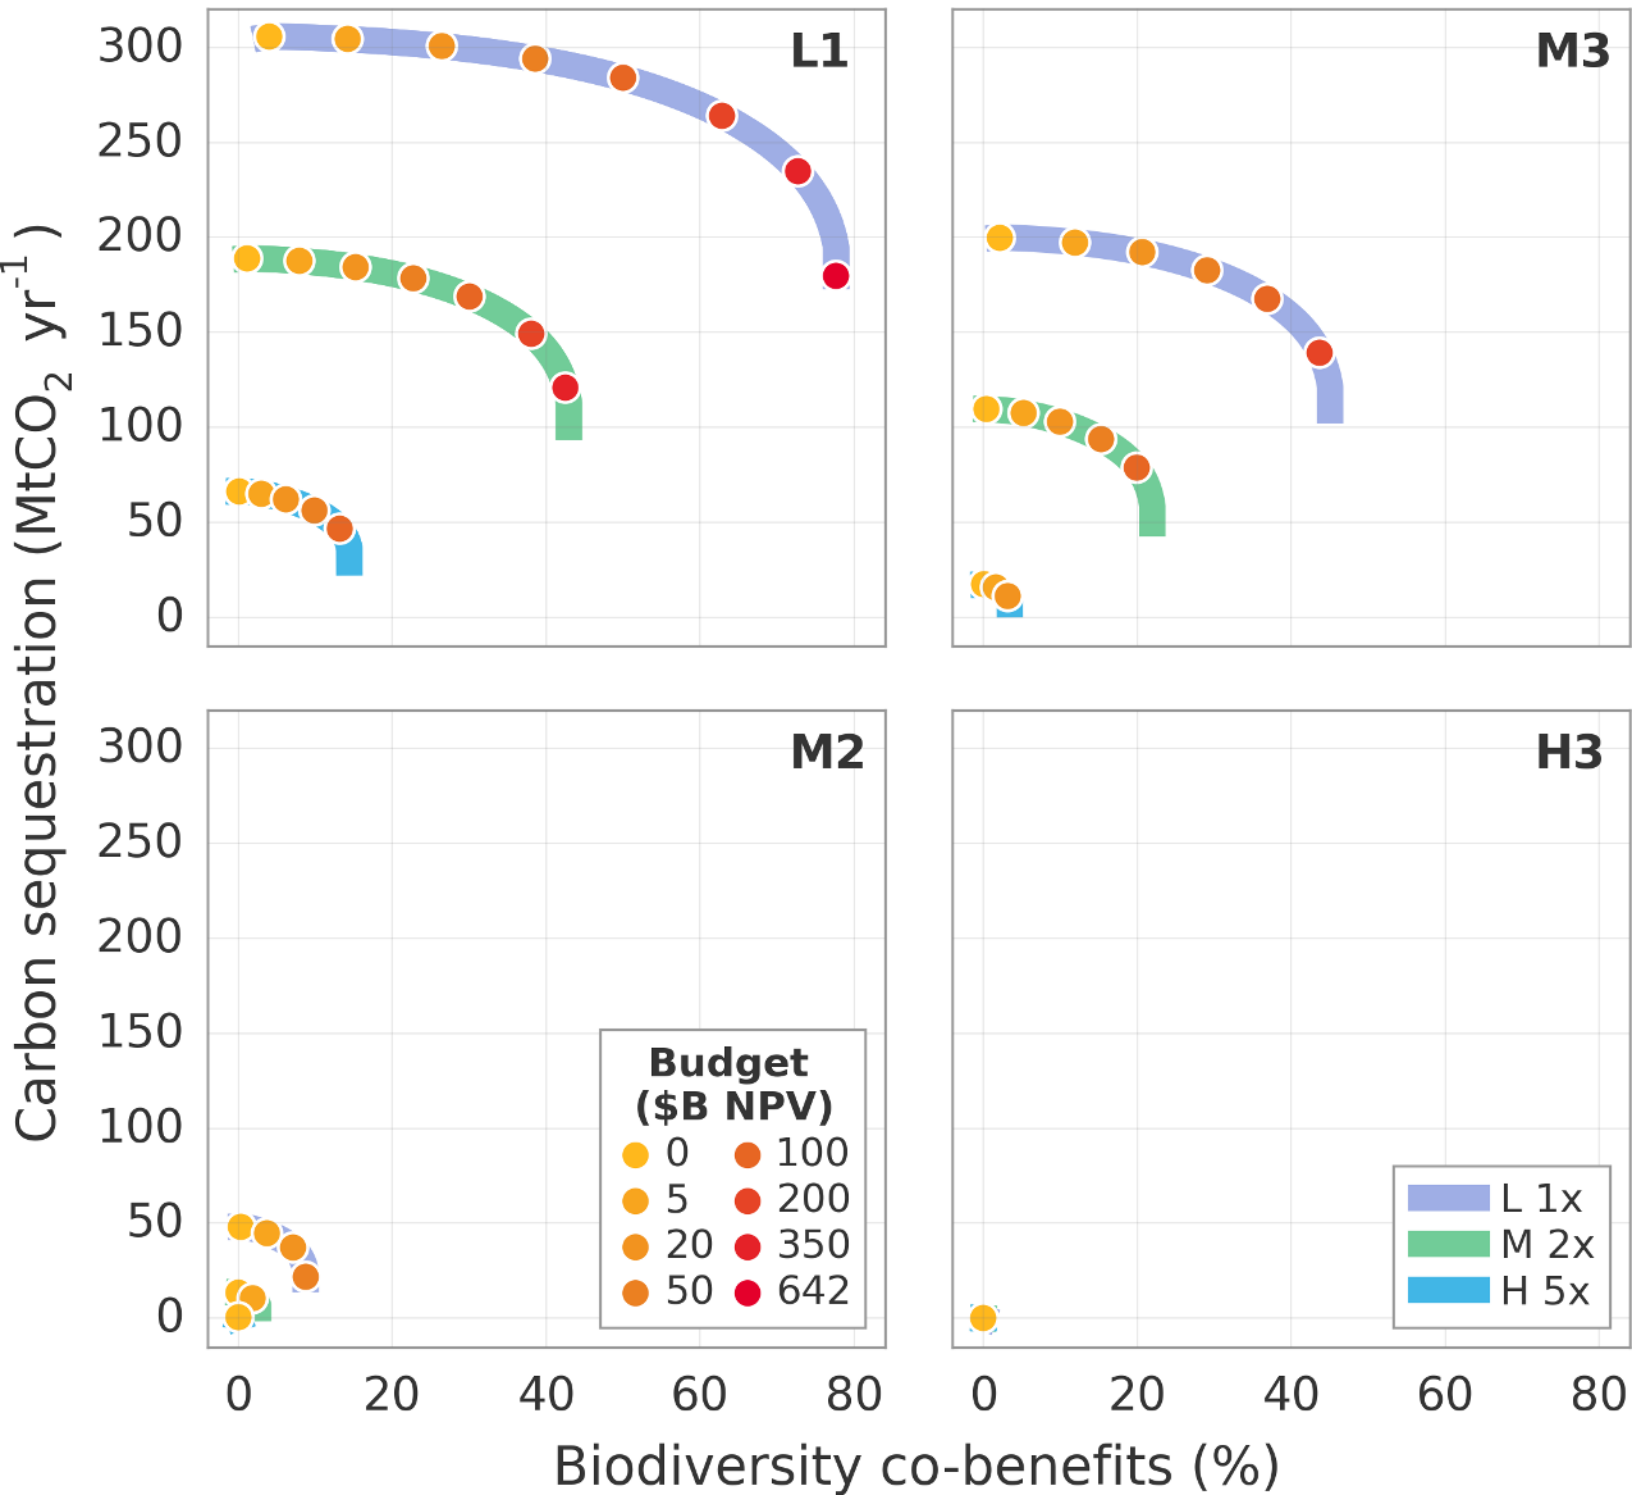 Carbon sequestration (MtCO2 yr-1)
300
250
200
150
100
50
0
L1
M3
300
250
200
150
100
50
0
M2
Budget
($B NPV)
0 100
5 200
20 350
50 642
H3
L 1x
M 2x
H 5x
0 20 40 60 80
0 20 40 60 80
Biodiversity co-benefits (%)